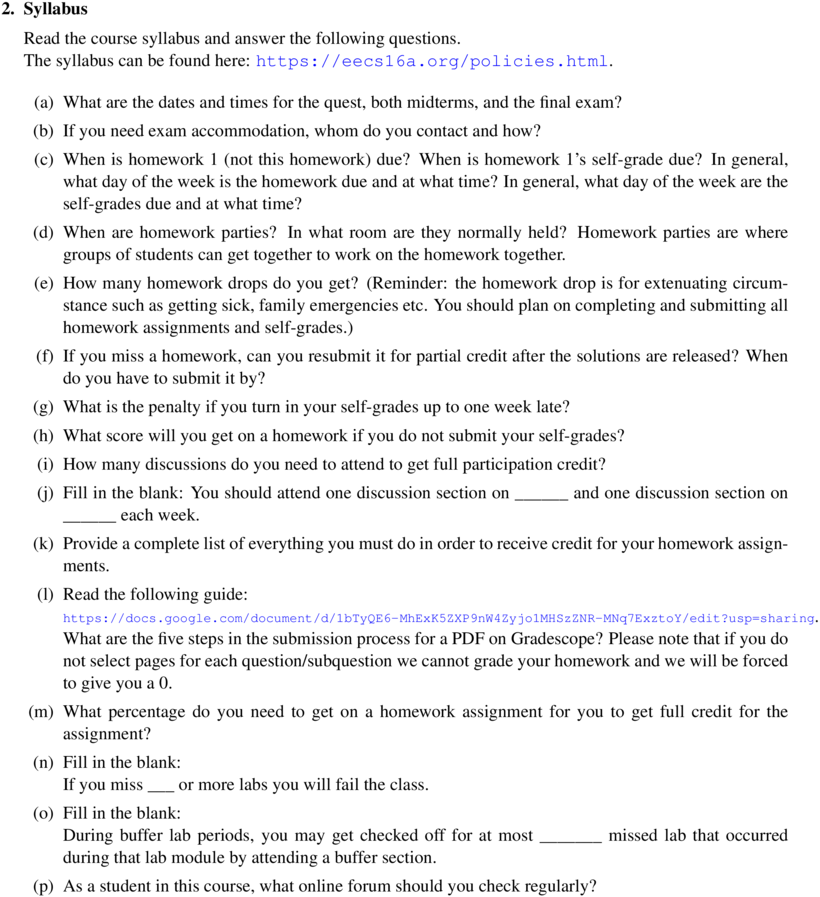 2. Syllabus
Read the course syllabus and answer the following questions.
The syllabus can be found here: https://eecs16a.org/policies.html.
(a) What are the dates and times for the quest, both midterms, and the final exam?
(b) If you need exam accommodation, whom do you contact and how?
(c) When is homework 1 (not this homework) due? When is homework 1's self-grade due? In general,
what day of the week is the homework due and at what time? In general, what day of the week are the
self-grades due and at what time?
(d) When are homework parties? In what room are they normally held? Homework parties are where
groups of students can get together to work on the homework together.
(e) How many homework drops do you get? (Reminder: the homework drop is for extenuating circum-
stance such as getting sick, family emergencies etc. You should plan on completing and submitting all
homework assignments and self-grades.)
(f) If you miss a homework, can you resubmit it for partial credit after the solutions are released? When
do you have to submit it by?
(g) What is the penalty if you turn in your self-grades up to one week late?
(h) What score will you get on a homework if you do not submit your self-grades?
(i) How many discussions do you need to attend to get full participation credit?
(j) Fill in the blank: You should attend one discussion section on ______ and one discussion section on
______ each week.
(k) Provide a complete list of everything you must do in order to receive credit for your homework assign-
ments.
(l) Read the following guide:
https://docs.google.com/document/d/1bTyQE6-MhExK5ZXP9nW4Zyjo1MHSzZNR-MNq7ExztoY/edit?usp=sharing.
What are the five steps in the submission process for a PDF on Gradescope? Please note that if you do
not select pages for each question/subquestion we cannot grade your homework and we will be forced
to give you a 0.
(m) What percentage do you need to get on a homework assignment for you to get full credit for the
assignment?
(n) Fill in the blank:
If you miss ___ or more labs you will fail the class.
(o) Fill in the blank:
During buffer lab periods, you may get checked off for at most _______ missed lab that occurred
during that lab module by attending a buffer section.
(p) As a student in this course, what online forum should you check regularly?